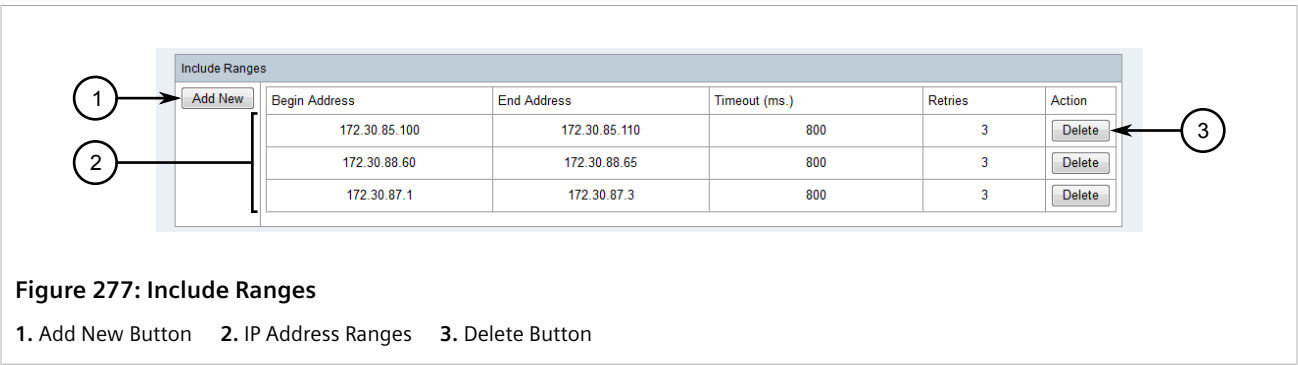 Include Ranges
1 Add New Begin Address End Address Timeout (ms.) Retries Action
172.30.85.100 172.30.85.110 800 3 Delete 3
2 172.30.88.60 172.30.88.65 800 3 Delete
172.30.87.1 172.30.87.3 800 3 Delete
Figure 277: Include Ranges
1. Add New Button 2. IP Address Ranges 3. Delete Button